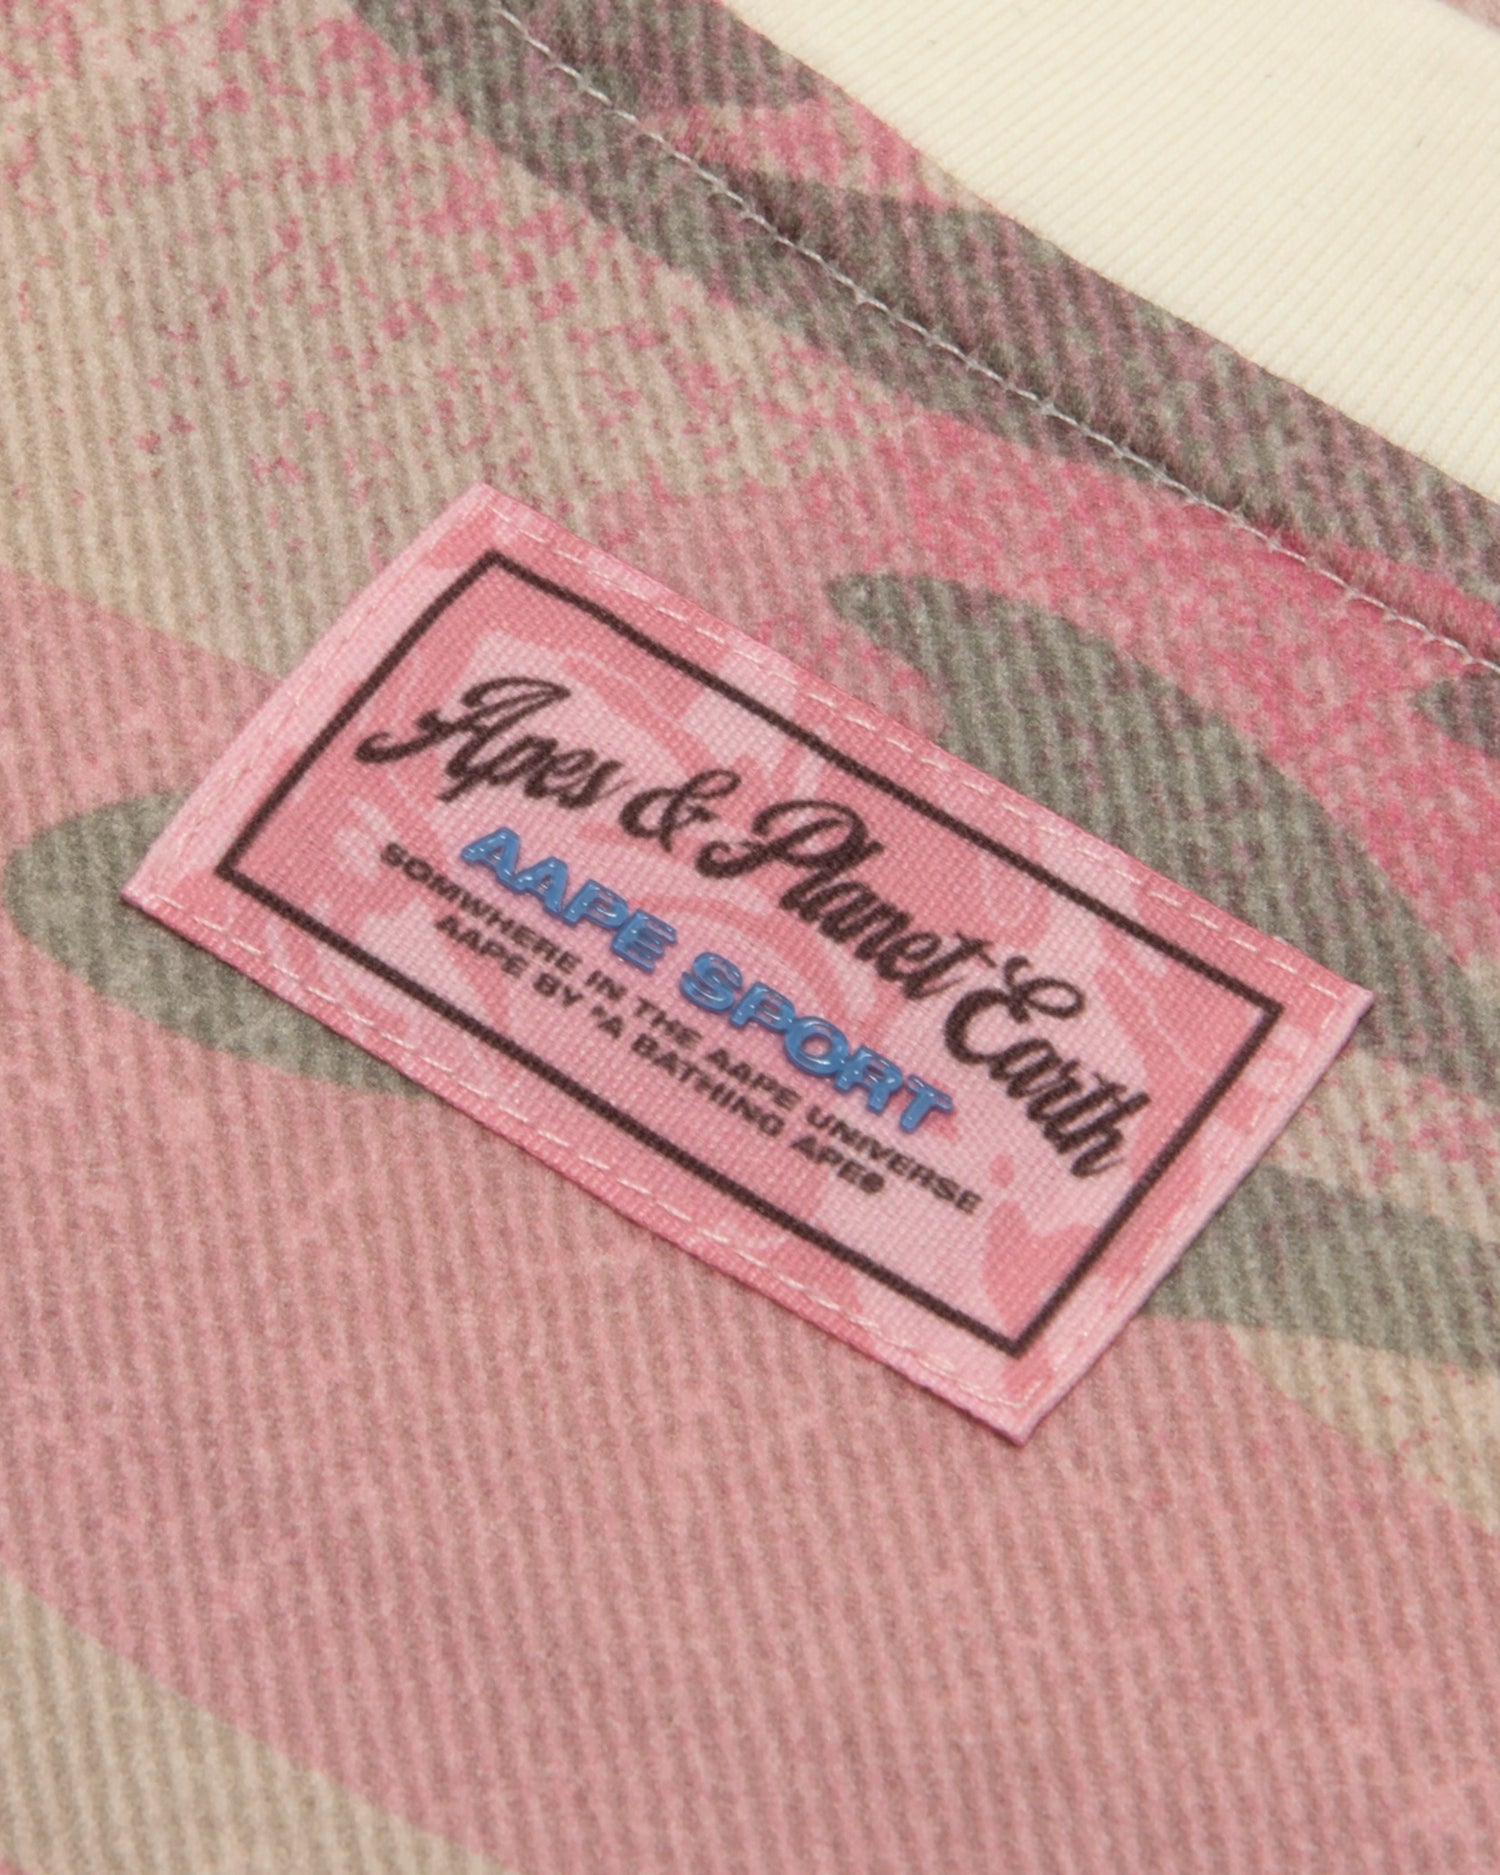 Apes & Planet Earth
AAPE SPORT
SOMWHERE IN THE AAPE UNIVERSE
AAPE BY *A BATHING APE®